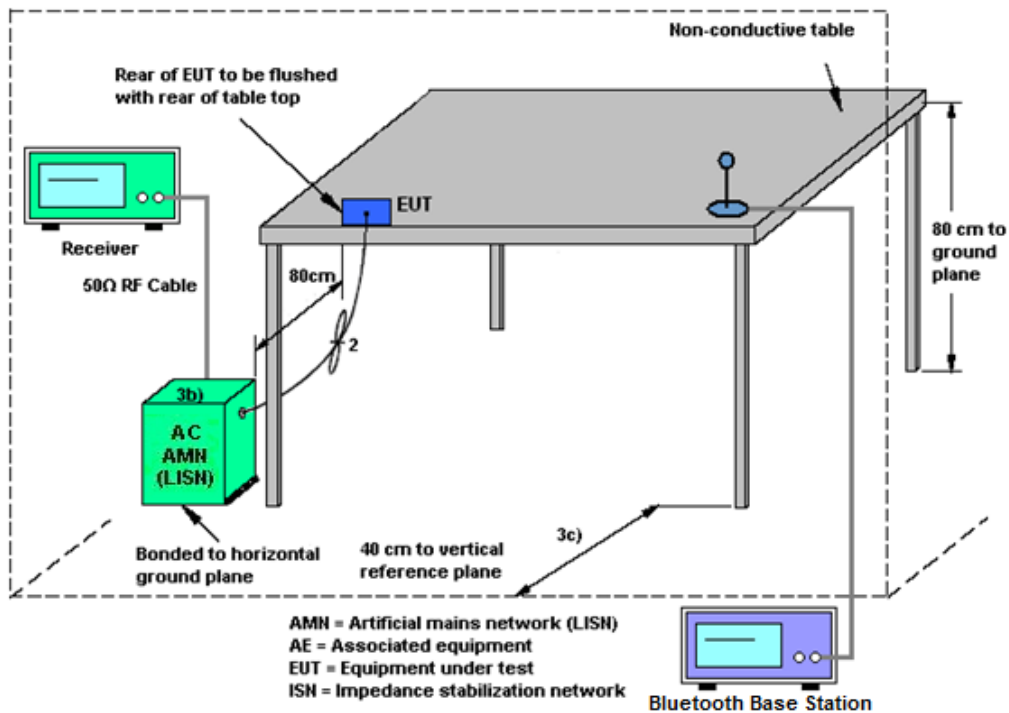 Non-conductive table
Rear of EUT to be flushed
with rear of table top
EUT
Receiver
80 cm to
ground
plane
50Ω RF Cable
80cm
2
3b)
AC
AMN
(LISN)
3c)
Bonded to horizontal
ground plane
40 cm to vertical
reference plane
AMN = Artificial mains network (LISN)
AE = Associated equipment
EUT = Equipment under test
ISN = Impedance stabilization network
Bluetooth Base Station